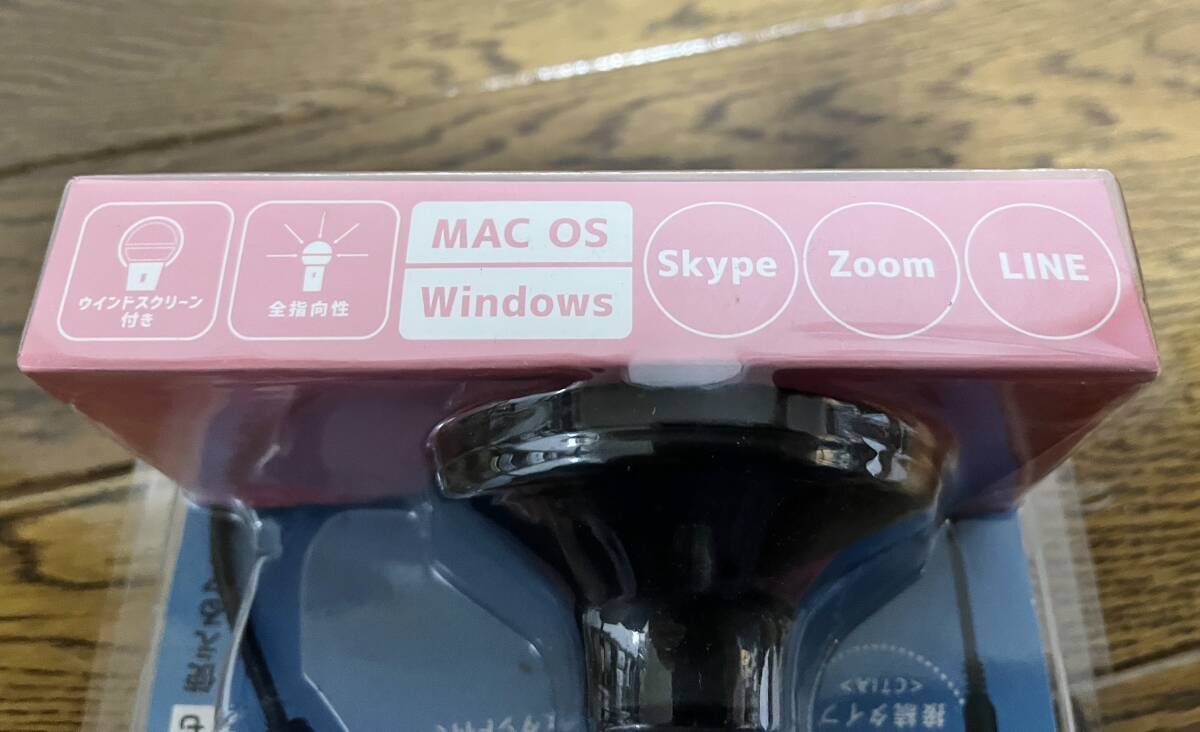 ウインドスクリーン
付き
全指向性
MAC OS
Windows
Skype
Zoom
LINE
接続タイプ
<CTIA>